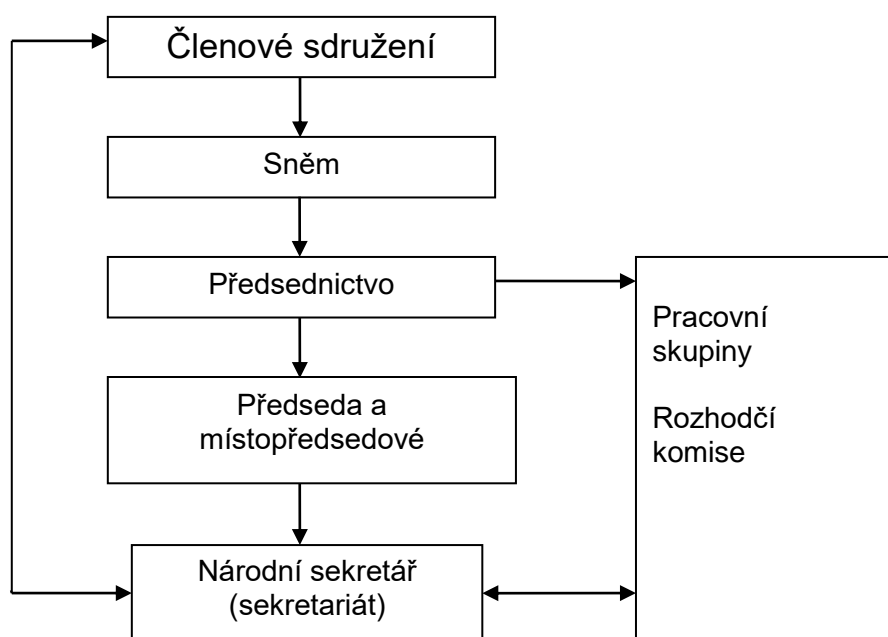 Členové sdružení
Sněm
Předsednictvo
Pracovní
skupiny
Rozhodčí
komise
Předseda a
místopředsedové
Národní sekretář
(sekretariát)